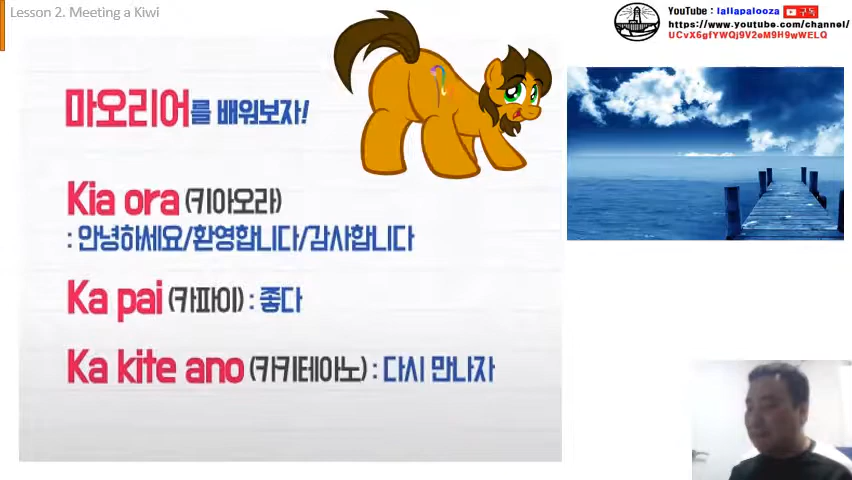 Lesson 2. Meeting a Kiwi
YouTube : lallapalooza 구독
https://www.youtube.com/channel/
UCvX6gfYWQj9V2eM9H9wWELQ
마오리어를 배워보자!
Kia ora (키아오라)
: 안녕하세요/환영합니다/감사합니다
Ka pai (카파이) : 좋다
Ka kite ano (카키테아노) : 다시 만나자